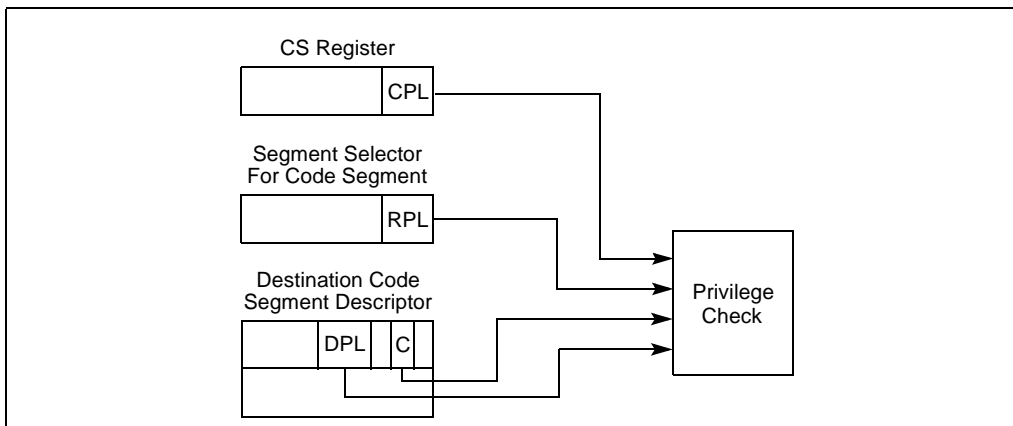 CS Register
CPL
Segment Selector
For Code Segment
RPL
Destination Code
Segment Descriptor
DPL
C
Privilege
Check